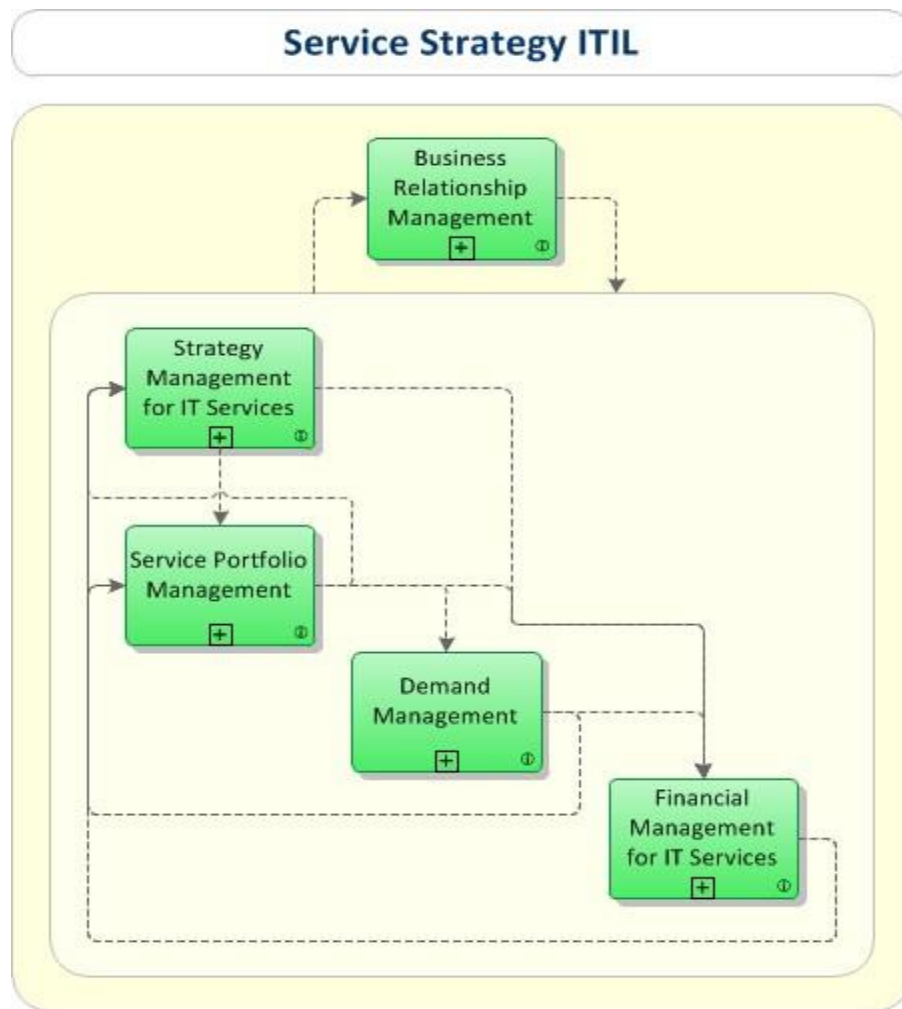 Service Strategy ITIL
Business
Relationship
Management
Strategy
Management
for IT Services
Service Portfolio
Management
Demand
Management
Financial
Management
for IT Services